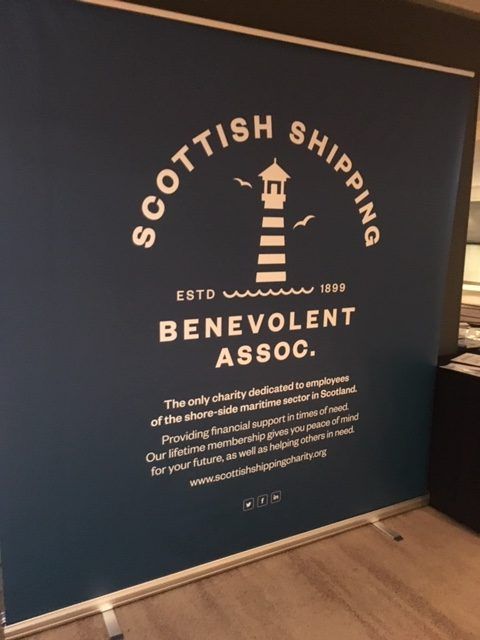 SCOTTISH SHIPPING
ESTD 1899
BENEVOLENT
ASSOC.
The only charity dedicated to employees
of the shore-side maritime sector in Scotland.
Providing financial support in times of need.
Our lifetime membership gives you peace of mind
for your future, as well as helping others in need.
www.scottishshippingcharity.org